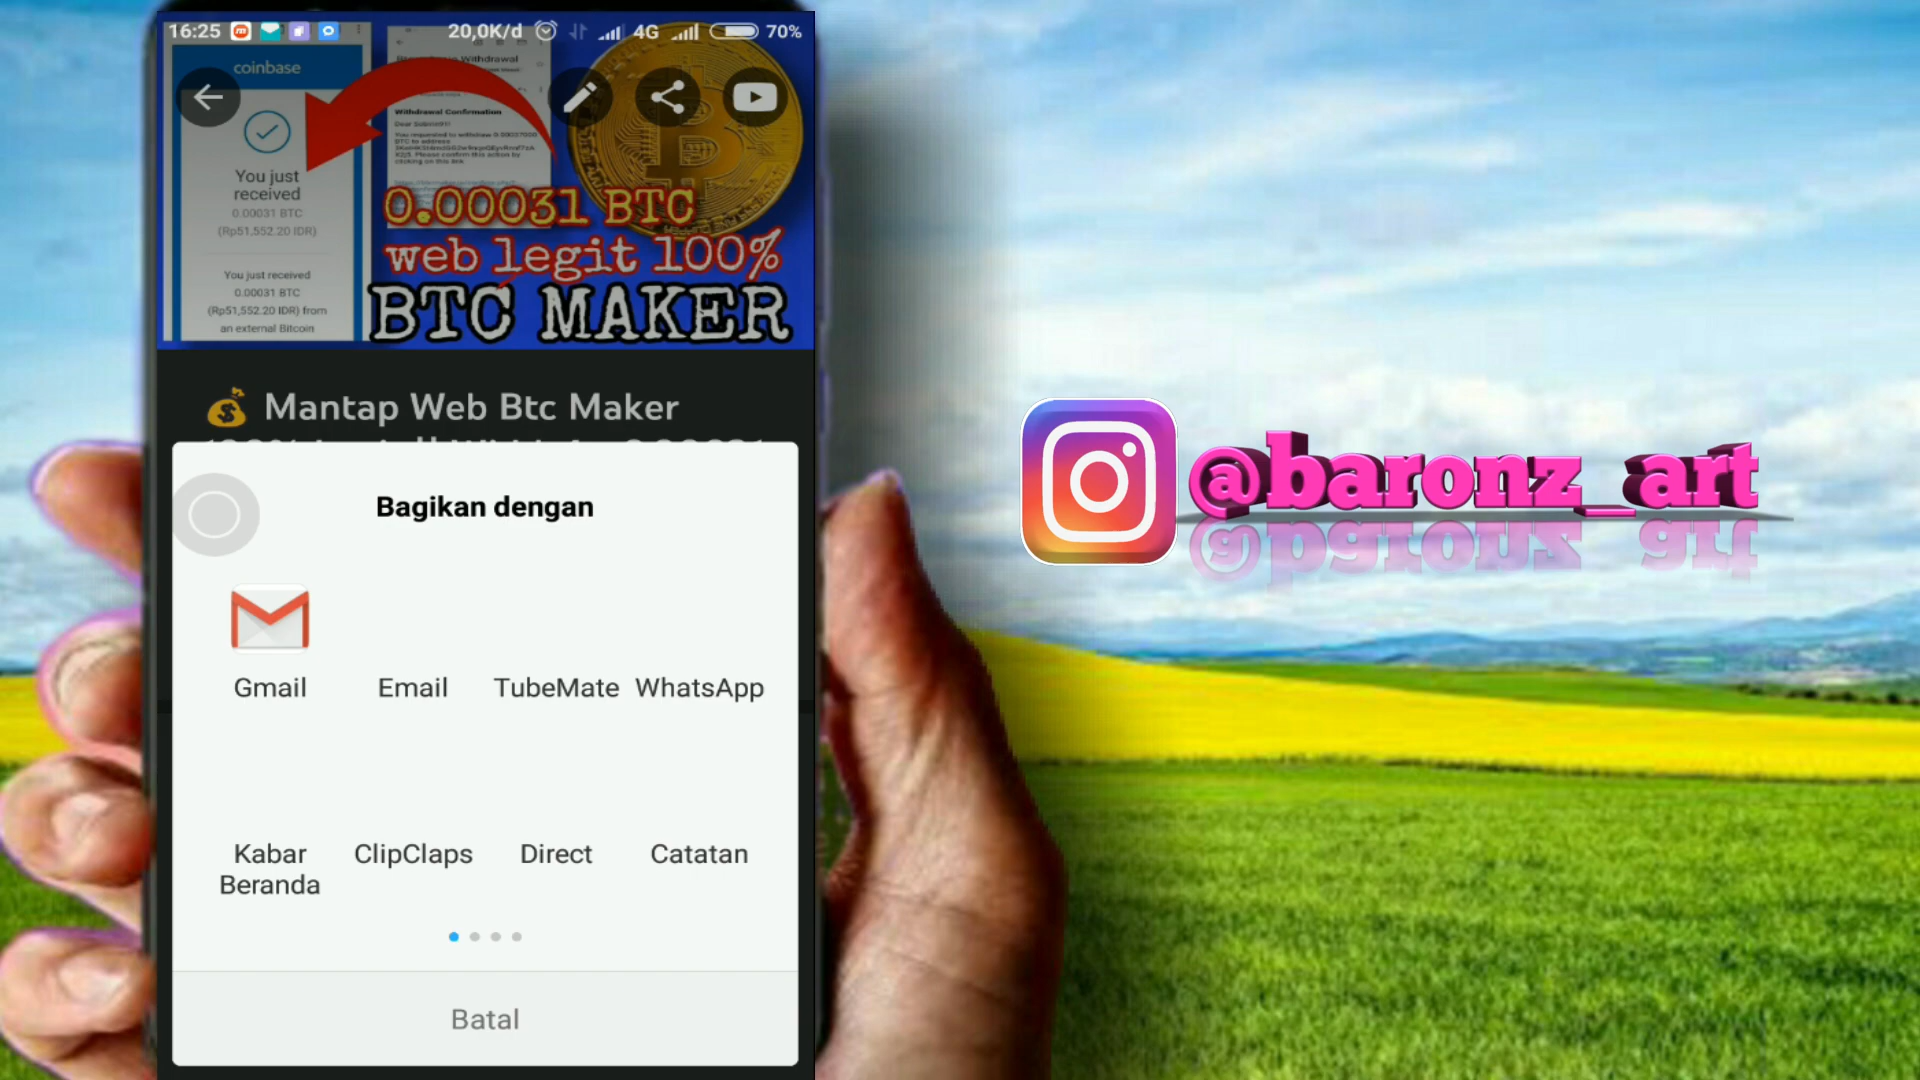 16:25 20,0K/d 4G 70%
coinbase
You just
received
0.00031 BTC
(Rp51,552.20 IDR)
You just received
0.00031 BTC
(Rp51,552.20 IDR) from
an external Bitcoin
Withdrawal
Withdrawal Confirmation
0.00031 BTC
web legit 100%
BTC MAKER
💰 Mantap Web Btc Maker
Bagikan dengan
Gmail
Email
TubeMate
WhatsApp
Kabar
Beranda
ClipClaps
Direct
Catatan
Batal
@baronz_art